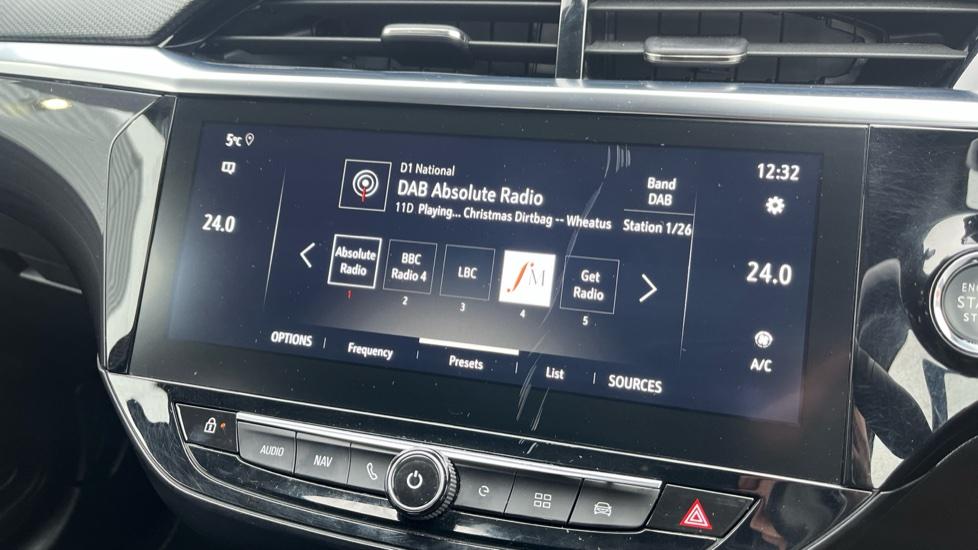 5°C
D1 National
DAB Absolute Radio
11D Playing... Christmas Dirtbag -- Wheatus
Band
DAB
Station 1/26
12:32
24.0
24.0
Absolute
Radio
1
BBC
Radio 4
2
LBC
3
fM
4
Get
Radio
5
A/C
OPTIONS
Frequency
Presets
List
SOURCES
AUDIO
NAV